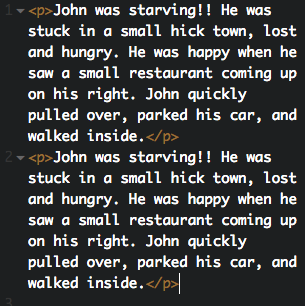 1 <p>John was starving!! He was
stuck in a small hick town, lost
and hungry. He was happy when he
saw a small restaurant coming up
on his right. John quickly
pulled over, parked his car, and
walked inside.</p>
2 <p>John was starving!! He was
stuck in a small hick town, lost
and hungry. He was happy when he
saw a small restaurant coming up
on his right. John quickly
pulled over, parked his car, and
walked inside.</p>
3